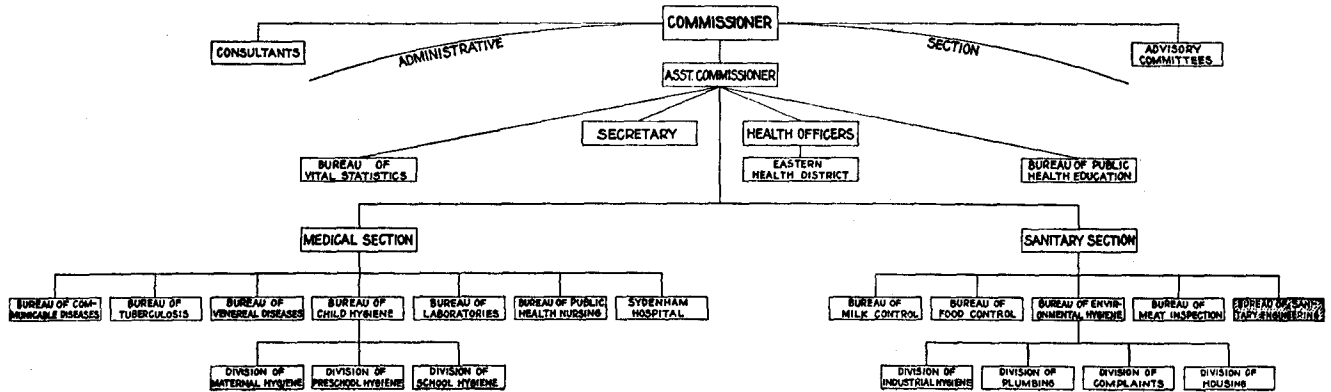 COMMISSIONER
CONSULTANTS
ADMINISTRATIVE
SECTION
ADVISORY
COMMITTEES
ASST. COMMISSIONER
SECRETARY
HEALTH OFFICERS
BUREAU OF
VITAL STATISTICS
EASTERN
HEALTH DISTRICT
BUREAU OF PUBLIC
HEALTH EDUCATION
MEDICAL SECTION
SANITARY SECTION
BUREAU OF COM-
MUNICABLE DISEASES
BUREAU OF
TUBERCULOSIS
BUREAU OF
VENEREAL DISEASES
BUREAU OF
CHILD HYGIENE
BUREAU OF
LABORATORIES
BUREAU OF PUBLIC
HEALTH NURSING
SYDENHAM
HOSPITAL
BUREAU OF
MILK CONTROL
BUREAU OF
FOOD CONTROL
BUREAU OF ENVIR-
ONMENTAL HYGIENE
BUREAU OF
MEAT INSPECTION
BUREAU OF SANI-
TARY ENGINEERING
DIVISION OF
MATERNAL HYGIENE
DIVISION OF
PRESCHOOL HYGIENE
DIVISION OF
SCHOOL HYGIENE
DIVISION OF
INDUSTRIAL HYGIENE
DIVISION OF
PLUMBING
DIVISION OF
COMPLAINTS
DIVISION OF
HOUSING